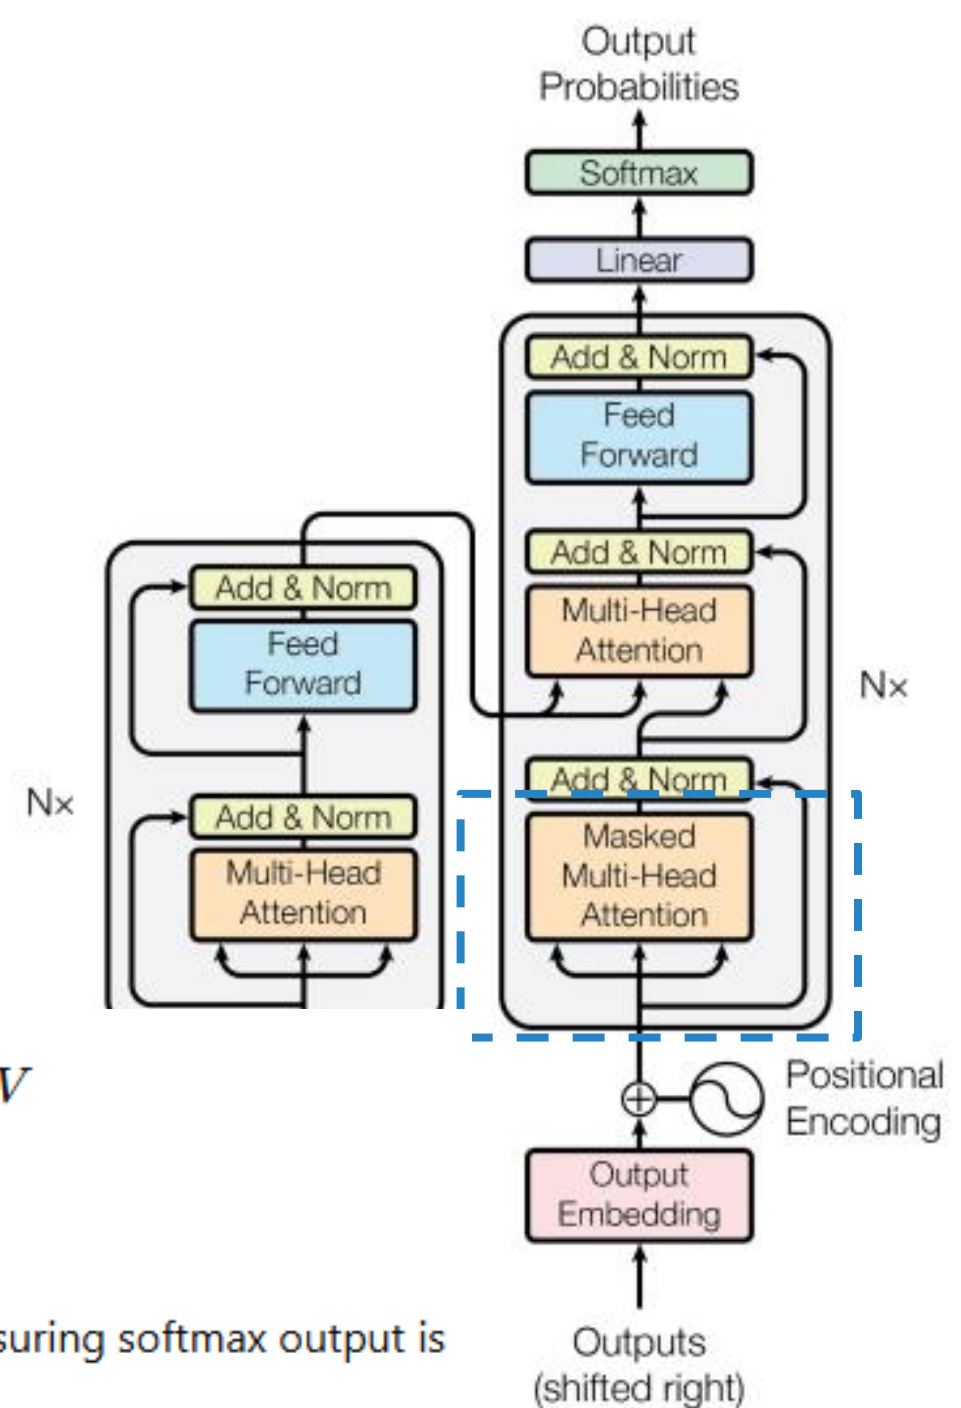 Output
Probabilities
Softmax
Linear
Add & Norm
Feed
Forward
Add & Norm
Multi-Head
Attention
Nx
Add & Norm
Masked
Multi-Head
Attention
Add & Norm
Feed
Forward
Nx
Add & Norm
Multi-Head
Attention
V
Positional
Encoding
Output
Embedding
suring softmax output is
Outputs
(shifted right)